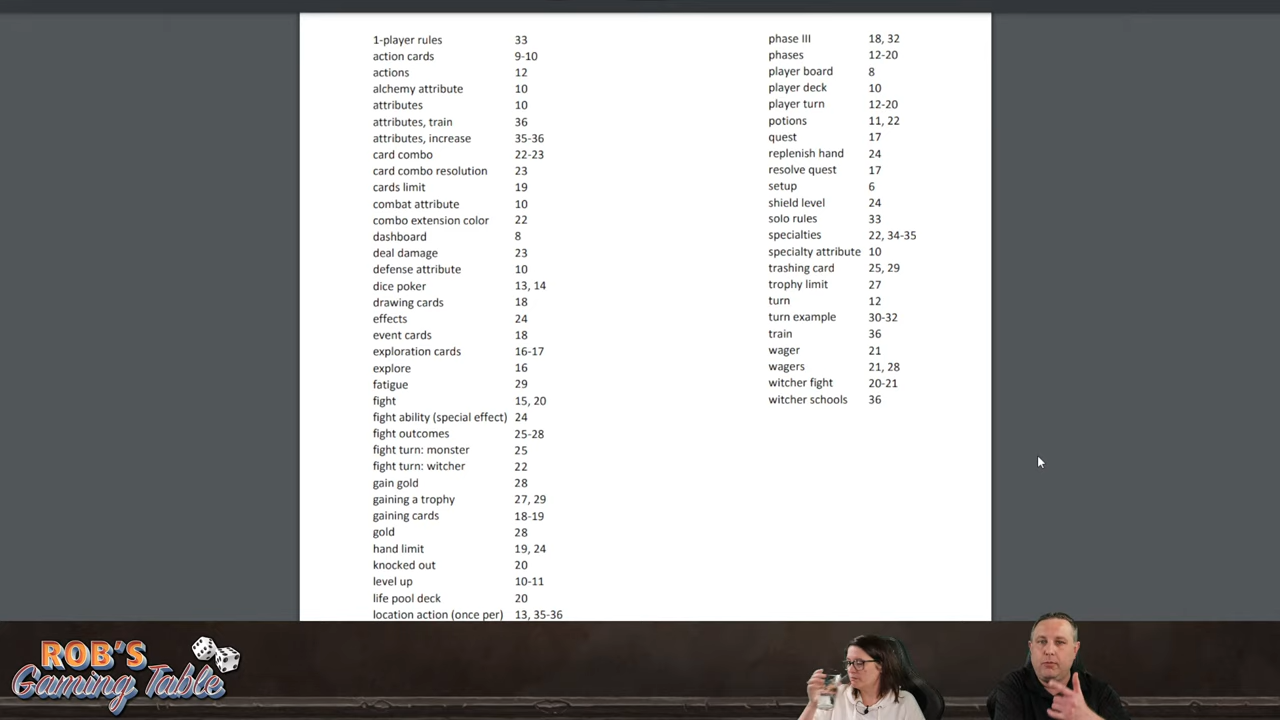 1-player rules 33
action cards 9-10
actions 12
alchemy attribute 10
attributes 10
attributes, train 36
attributes, increase 35-36
card combo 22-23
card combo resolution 23
cards limit 19
combat attribute 10
combo extension color 22
dashboard 8
deal damage 23
defense attribute 10
dice poker 13, 14
drawing cards 18
effects 24
event cards 18
exploration cards 16-17
explore 16
fatigue 29
fight 15, 20
fight ability (special effect) 24
fight outcomes 25-28
fight turn: monster 25
fight turn: witcher 22
gain gold 28
gaining a trophy 27, 29
gaining cards 18-19
gold 28
hand limit 19, 24
knocked out 20
level up 10-11
life pool deck 20
location action (once per) 13, 35-36
phase III 18, 32
phases 12-20
player board 8
player deck 10
player turn 12-20
potions 11, 22
quest 17
replenish hand 24
resolve quest 17
setup 6
shield level 24
solo rules 33
specialties 22, 34-35
specialty attribute 10
trashing card 25, 29
trophy limit 27
turn 12
turn example 30-32
train 36
wager 21
wagers 21, 28
witcher fight 20-21
witcher schools 36
ROB'S
Gaming Table